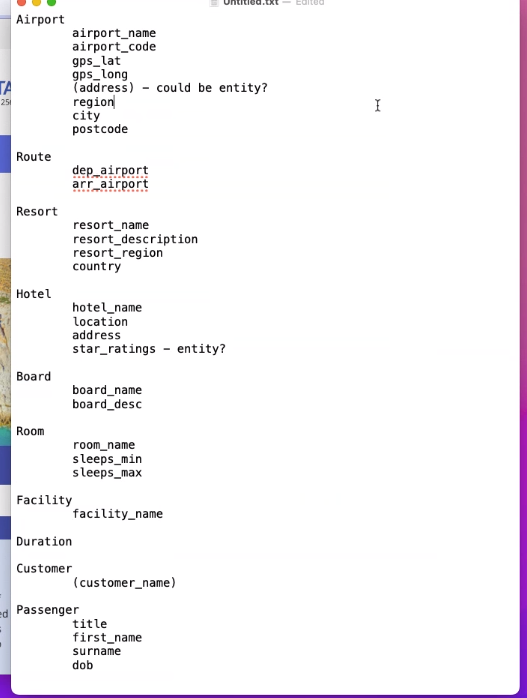 Untitled.txt — Edited
Airport
airport_name
airport_code
gps_lat
gps_long
(address) – could be entity?
region
city
postcode
Route
dep_airport
arr_airport
Resort
resort_name
resort_description
resort_region
country
Hotel
hotel_name
location
address
star_ratings – entity?
Board
board_name
board_desc
Room
room_name
sleeps_min
sleeps_max
Facility
facility_name
Duration
Customer
(customer_name)
Passenger
title
first_name
surname
dob